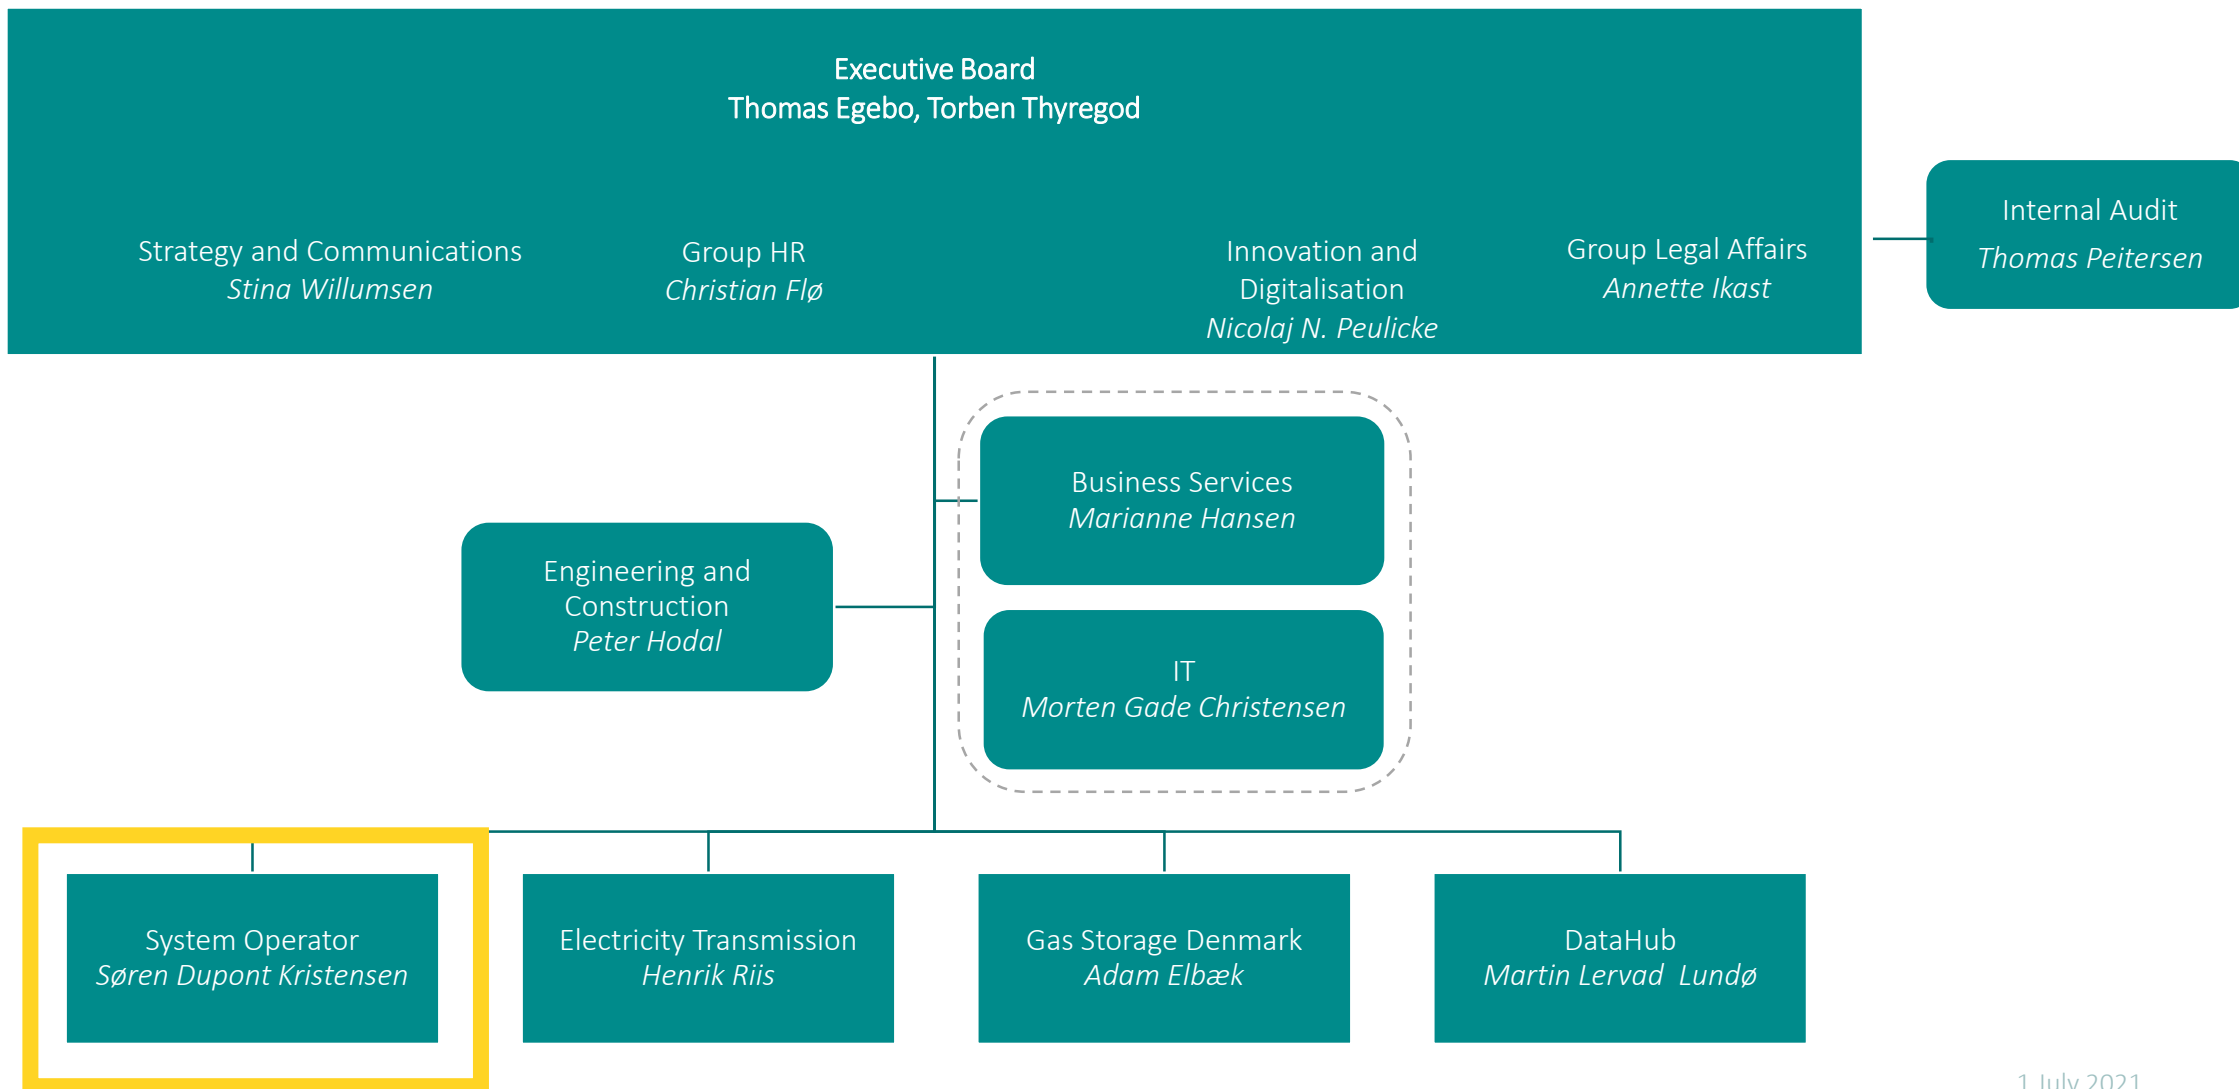 Executive Board
Thomas Egebo, Torben Thyregod
Strategy and Communications
Stina Willumsen
Group HR
Christian Flø
Innovation and
Digitalisation
Nicolaj N. Peulicke
Group Legal Affairs
Annette Ikast
Internal Audit
Thomas Peitersen
Business Services
Marianne Hansen
Engineering and
Construction
Peter Hodal
IT
Morten Gade Christensen
System Operator
Søren Dupont Kristensen
Electricity Transmission
Henrik Riis
Gas Storage Denmark
Adam Elbæk
DataHub
Martin Lervad  Lundø
1 July 2021